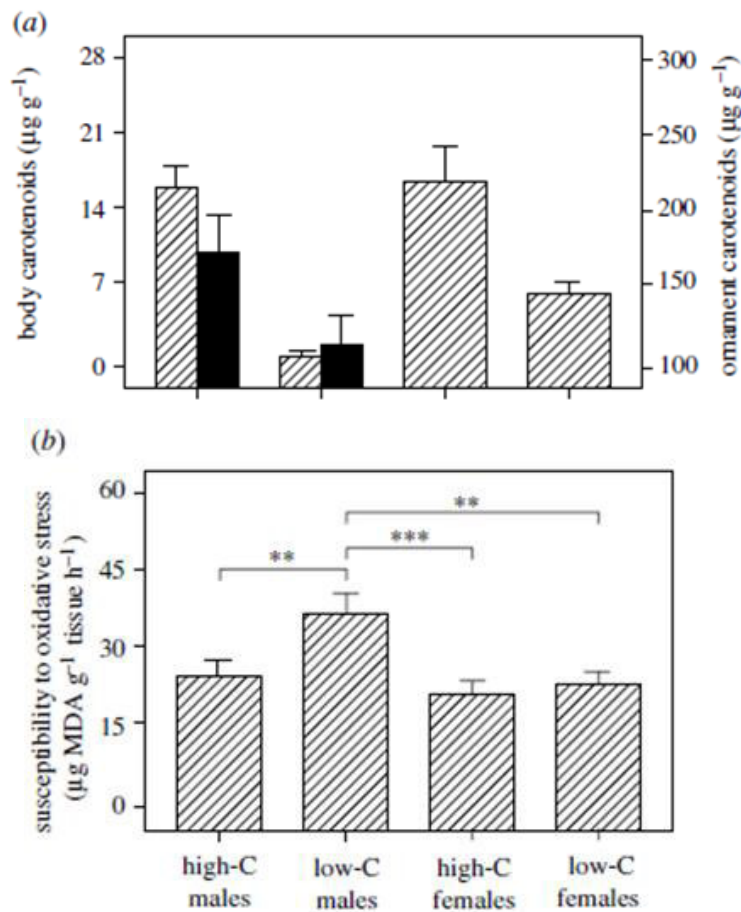 (a)
28
21
14
7
0
body carotenoids (µg g⁻¹)
300
250
200
150
100
ornament carotenoids (µg g⁻¹)
(b)
60
45
30
15
0
susceptibility to oxidative stress
(µg MDA g⁻¹ tissue h⁻¹)
**
***
**
high-C males
low-C males
high-C females
low-C females